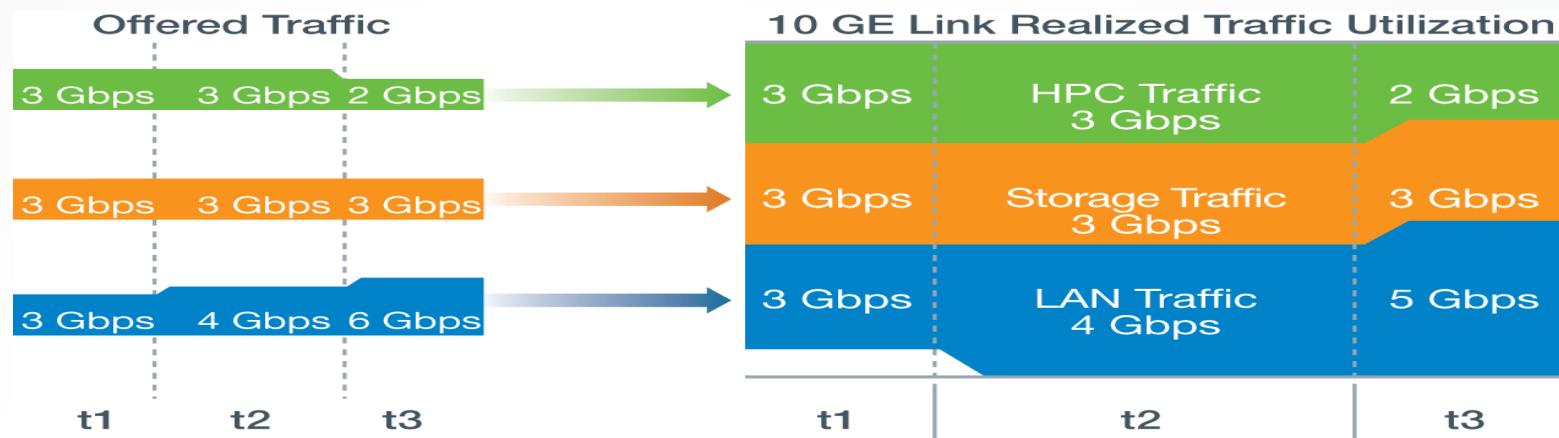 Offered Traffic
3 Gbps 3 Gbps 2 Gbps
3 Gbps 3 Gbps 3 Gbps
3 Gbps 4 Gbps 6 Gbps
t1 t2 t3
10 GE Link Realized Traffic Utilization
3 Gbps
HPC Traffic
3 Gbps
2 Gbps
3 Gbps
Storage Traffic
3 Gbps
3 Gbps
3 Gbps
LAN Traffic
4 Gbps
5 Gbps
t1 t2 t3